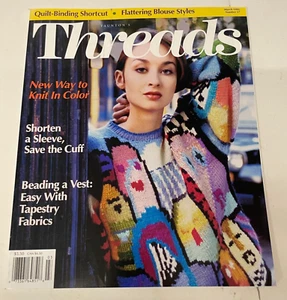 Quilt-Binding Shortcut • Flattering Blouse Styles
TAUNTON'S
Threads
New Way to
Knit In Color
Shorten
a Sleeve,
Save the Cuff
Beading a Vest:
Easy With
Tapestry
Fabrics